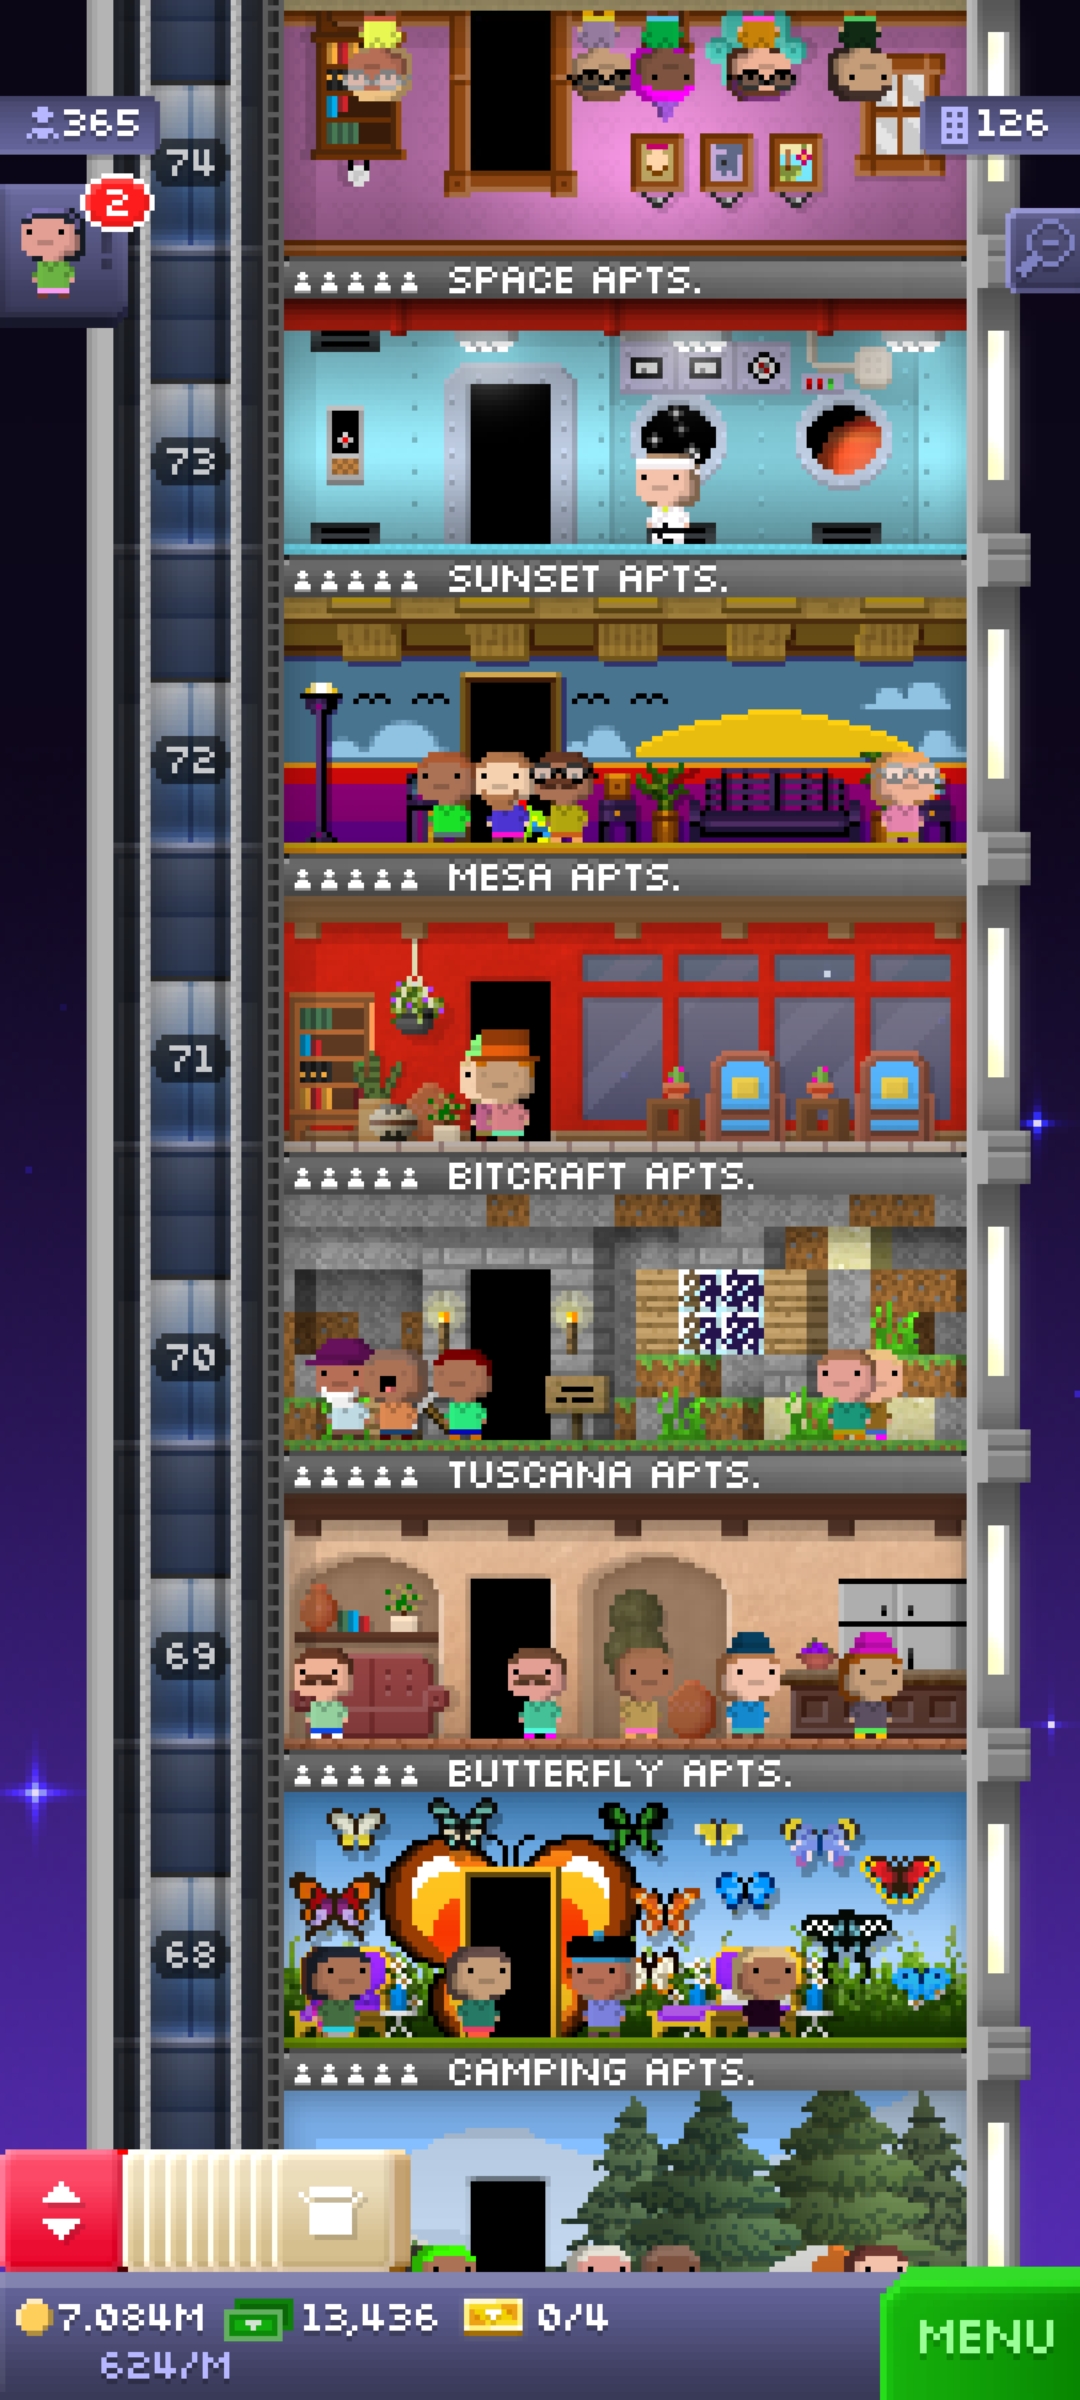 365
126
2
74
SPACE APTS.
73
SUNSET APTS.
72
MESA APTS.
71
BITCRAFT APTS.
70
TUSCANA APTS.
69
BUTTERFLY APTS.
68
CAMPING APTS.
7.084M 13,436 0/4
624/M
MENU